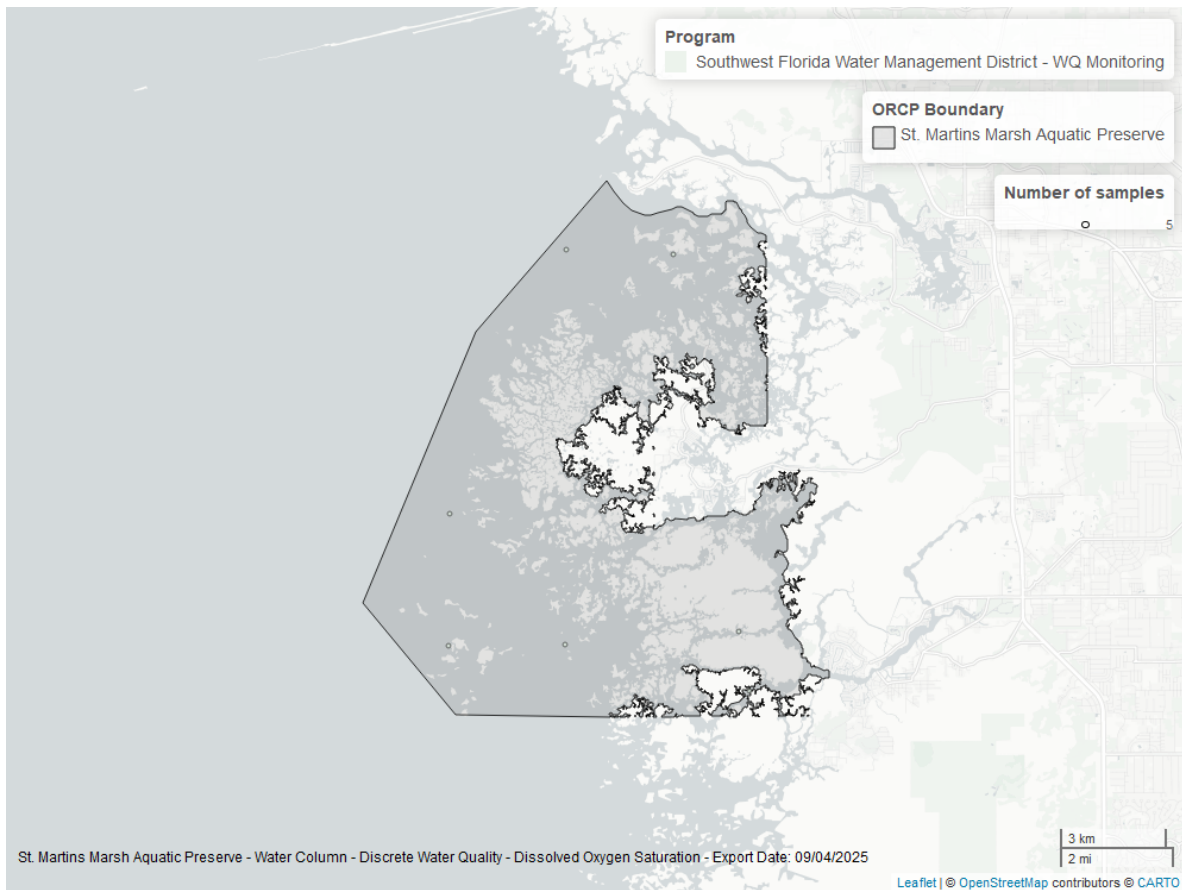 Program
Southwest Florida Water Management District - WQ Monitoring
ORCP Boundary
St. Martins Marsh Aquatic Preserve
Number of samples
5
3 km
2 mi
St. Martins Marsh Aquatic Preserve - Water Column - Discrete Water Quality - Dissolved Oxygen Saturation - Export Date: 09/04/2025
Leaflet | © OpenStreetMap contributors © CARTO